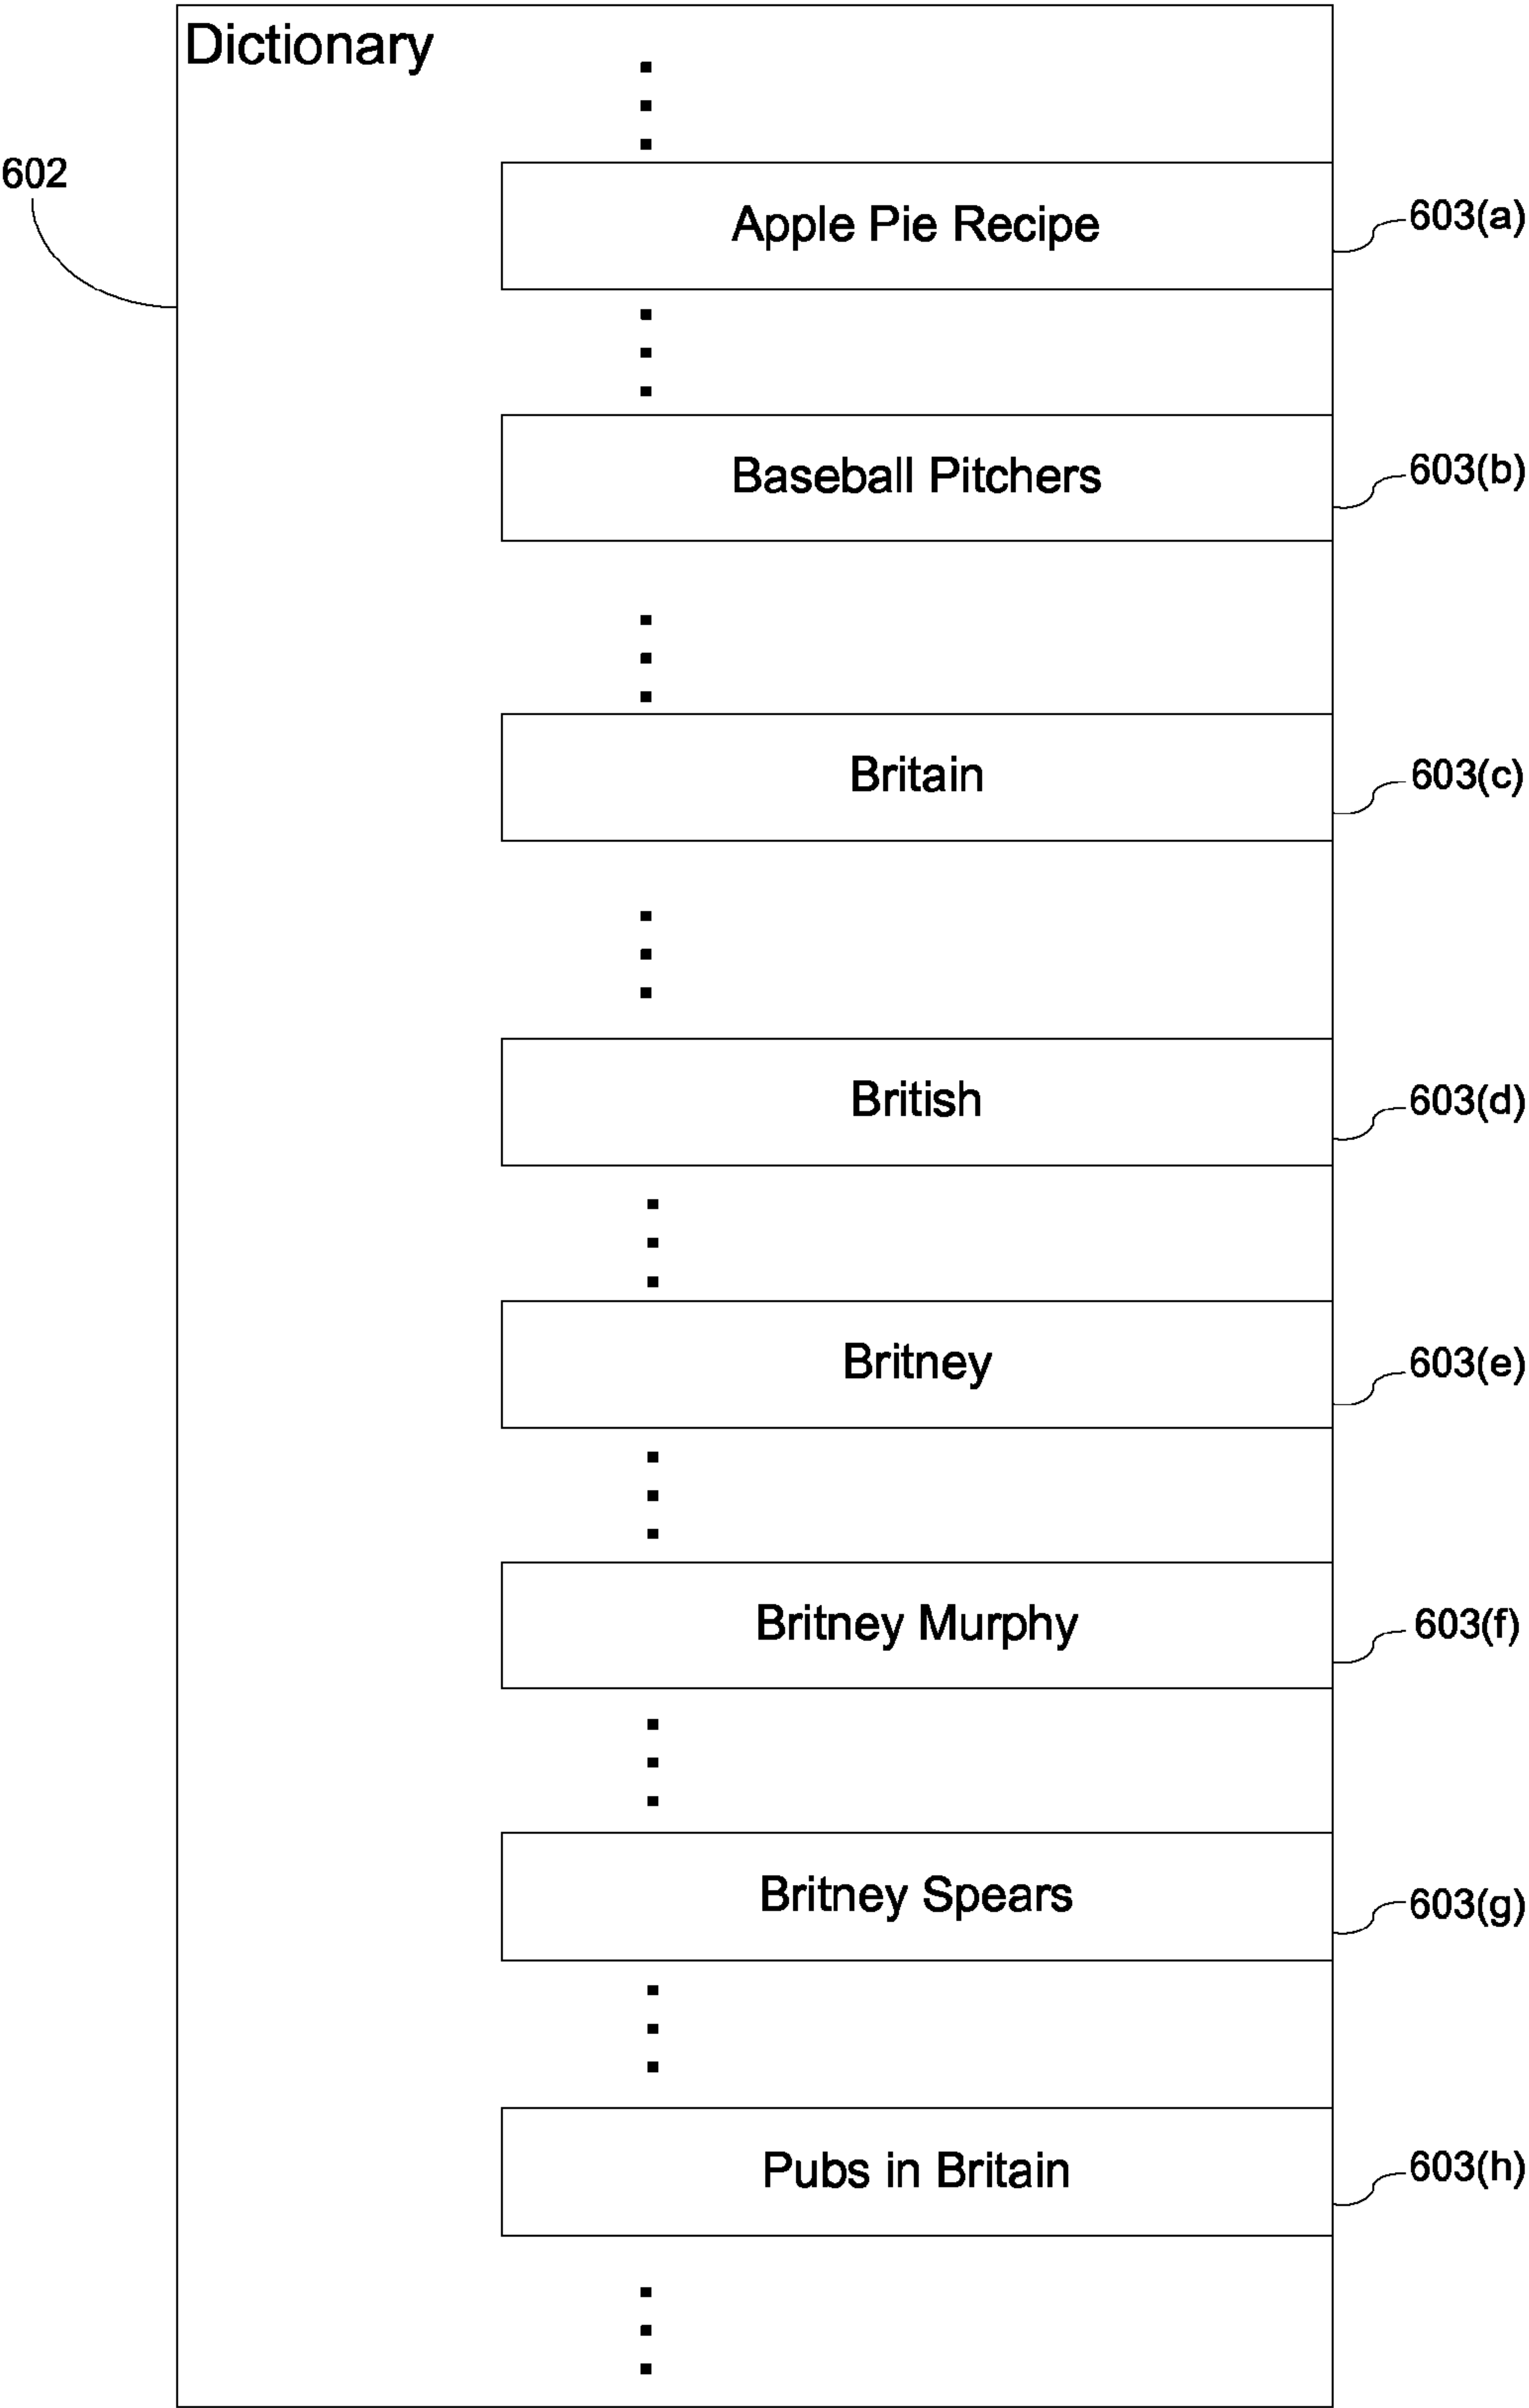 Dictionary
602
Apple Pie Recipe
603(a)
Baseball Pitchers
603(b)
Britain
603(c)
British
603(d)
Britney
603(e)
Britney Murphy
603(f)
Britney Spears
603(g)
Pubs in Britain
603(h)